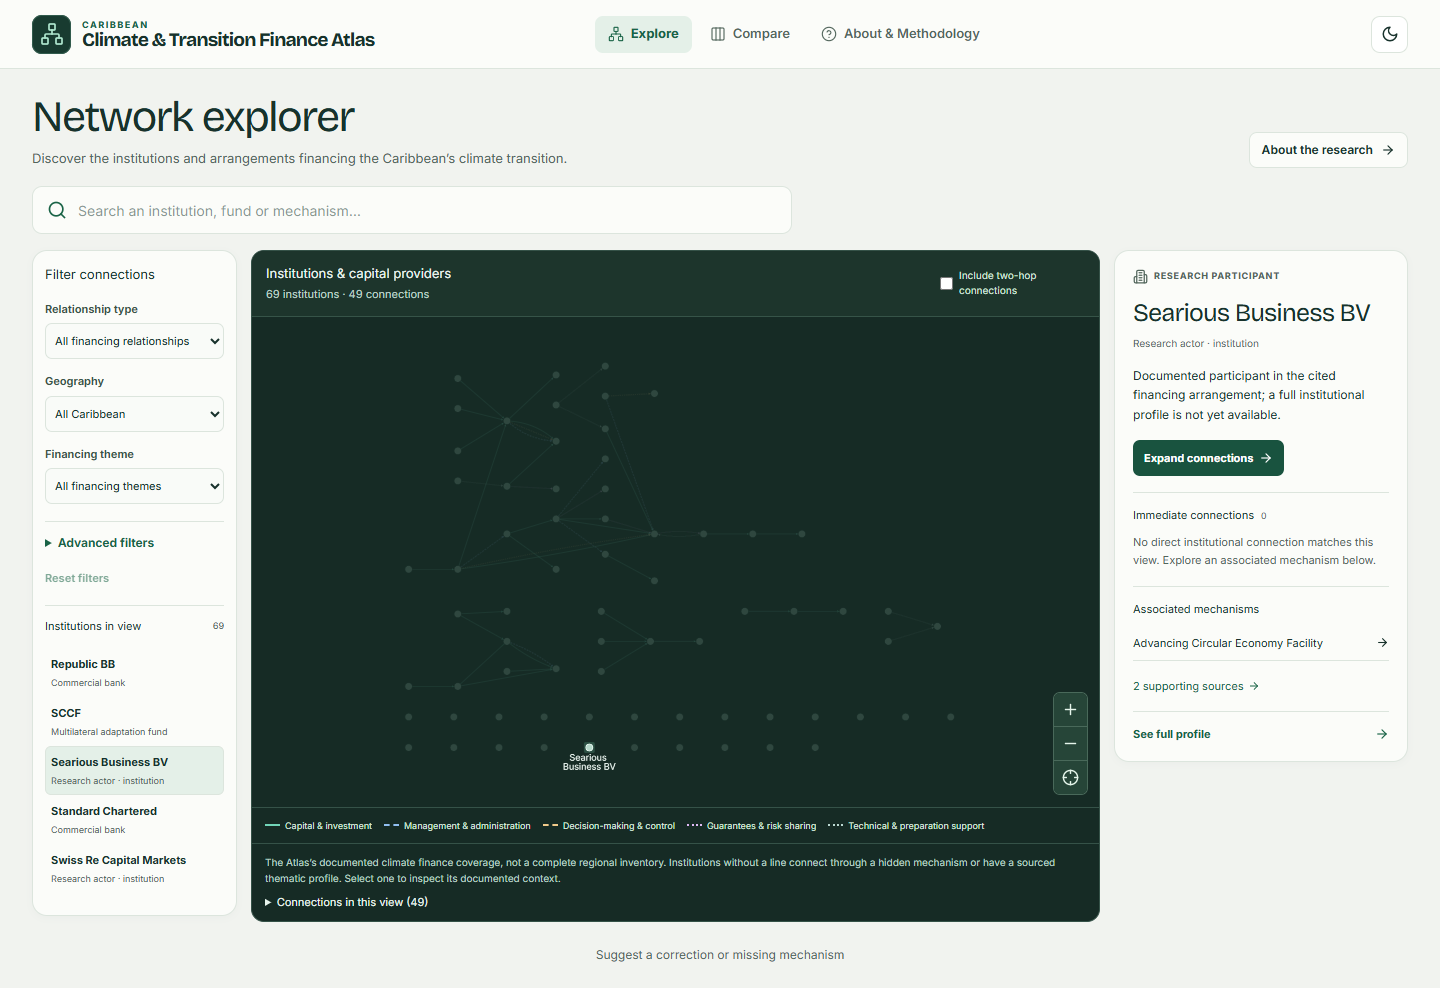 CARIBBEAN
Climate & Transition Finance Atlas
Explore
Compare
About & Methodology
Network explorer
Discover the institutions and arrangements financing the Caribbean's climate transition.
About the research
Search an institution, fund or mechanism...
Filter connections
Relationship type
All financing relationships
Geography
All Caribbean
Financing theme
All financing themes
Advanced filters
Reset filters
Institutions in view 69
Republic BB
Commercial bank
SCCF
Multilateral adaptation fund
Searious Business BV
Research actor · institution
Standard Chartered
Commercial bank
Swiss Re Capital Markets
Research actor · institution
Institutions & capital providers
69 institutions · 49 connections
Include two-hop
connections
Searious
Business BV
Capital & investment
Management & administration
Decision-making & control
Guarantees & risk sharing
Technical & preparation support
The Atlas's documented climate finance coverage, not a complete regional inventory. Institutions without a line connect through a hidden mechanism or have a sourced
thematic profile. Select one to inspect its documented context.
Connections in this view (49)
RESEARCH PARTICIPANT
Searious Business BV
Research actor · institution
Documented participant in the cited
financing arrangement; a full institutional
profile is not yet available.
Expand connections
Immediate connections 0
No direct institutional connection matches this
view. Explore an associated mechanism below.
Associated mechanisms
Advancing Circular Economy Facility
2 supporting sources
See full profile
Suggest a correction or missing mechanism